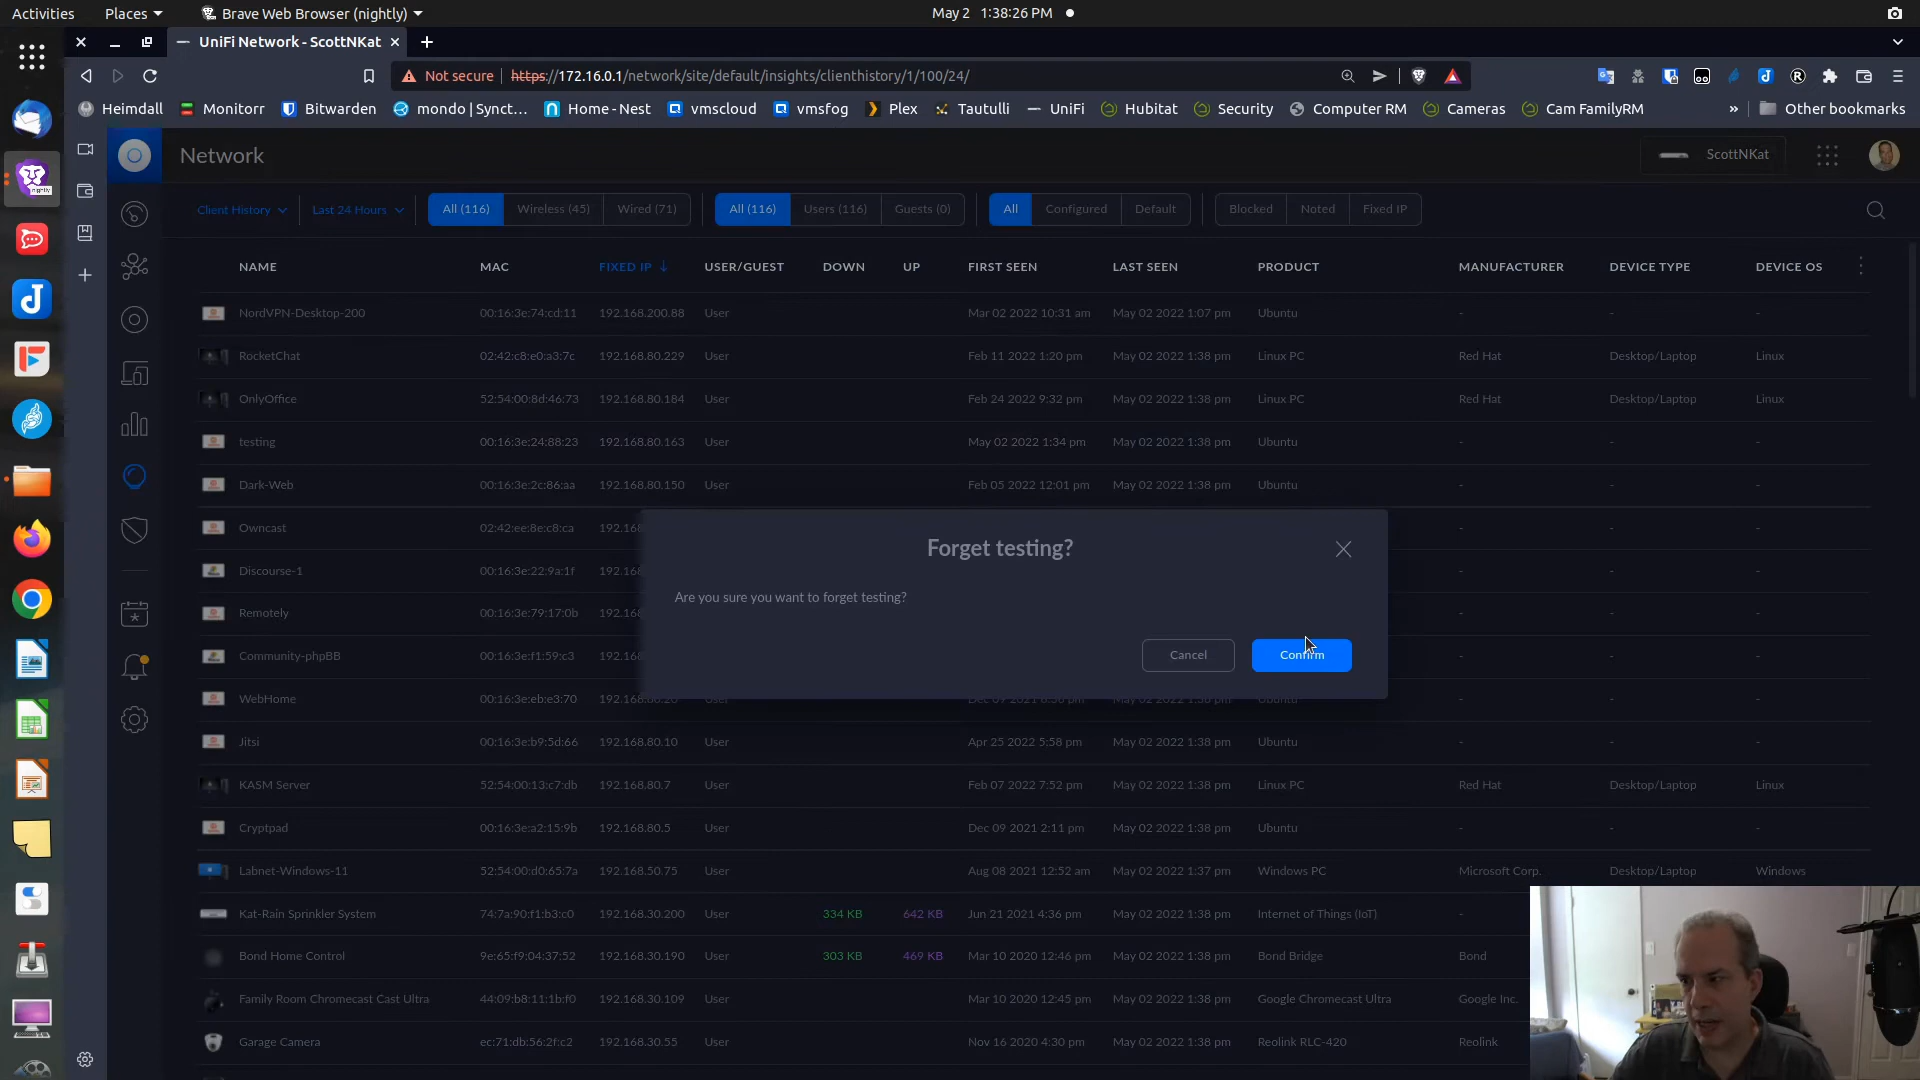 Activities Places Brave Web Browser (nightly) May 2 1:38:26 PM
UniFi Network - ScottNKat
Not secure https://172.16.0.1/network/site/default/insights/clienthistory/1/100/24/
Heimdall Monitorr Bitwarden mondo | Synct... Home - Nest vmscloud vmsfog Plex Tautulli UniFi Hubitat Security Computer RM Cameras Cam FamilyRM » Other bookmarks
Network ScottNKat
Client History Last 24 Hours All (116) Wireless (45) Wired (71) All (116) Users (116) Guests (0) All Configured Default Blocked Noted Fixed IP
NAME MAC FIXED IP USER/GUEST DOWN UP FIRST SEEN LAST SEEN PRODUCT MANUFACTURER DEVICE TYPE DEVICE OS
NordVPN-Desktop-200 00:16:3e:74:cd:11 192.168.200.88 User Mar 02 2022 10:31 am May 02 2022 1:07 pm Ubuntu - - -
RocketChat 02:42:c8:e0:a3:7c 192.168.80.229 User Feb 11 2022 1:20 pm May 02 2022 1:38 pm Linux PC Red Hat Desktop/Laptop Linux
OnlyOffice 52:54:00:8d:46:73 192.168.80.184 User Feb 24 2022 9:32 pm May 02 2022 1:38 pm Linux PC Red Hat Desktop/Laptop Linux
testing 00:16:3e:24:88:23 192.168.80.163 User May 02 2022 1:34 pm May 02 2022 1:38 pm Ubuntu - - -
Dark-Web 00:16:3e:2c:86:aa 192.168.80.150 User Feb 05 2022 12:01 pm May 02 2022 1:38 pm Ubuntu - - -
Owncast 02:42:ee:8e:c8:ca 192.168 - - -
Discourse-1 00:16:3e:22:9a:1f 192.168 - - -
Remotely 00:16:3e:79:17:0b 192.168 - - -
Community-phpBB 00:16:3e:f1:59:c3 192.168 - - -
WebHome 00:16:3e:eb:e3:70 User May 02 2022 1:38 pm Ubuntu - - -
Jitsi 00:16:3e:b9:5d:66 192.168.80.10 User Apr 25 2022 5:58 pm May 02 2022 1:38 pm Ubuntu - - -
KASM Server 52:54:00:13:c7:db 192.168.80.7 User Feb 07 2022 7:52 pm May 02 2022 1:38 pm Linux PC Red Hat Desktop/Laptop Linux
Cryptpad 00:16:3e:a2:15:9b 192.168.80.5 User Dec 09 2021 2:11 pm May 02 2022 1:38 pm Ubuntu - - -
Labnet-Windows-11 52:54:00:d0:65:7a 192.168.50.75 User Aug 08 2021 12:52 am May 02 2022 1:37 pm Windows PC Microsoft Corp. Desktop/Laptop Windows
Kat-Rain Sprinkler System 74:7a:90:f1:b3:c0 192.168.30.200 User 334 KB 642 KB Jun 21 2021 4:36 pm May 02 2022 1:38 pm Internet of Things (IoT) -
Bond Home Control 9e:65:f9:04:37:52 192.168.30.190 User 303 KB 469 KB Mar 10 2020 12:46 pm May 02 2022 1:38 pm Bond Bridge Bond
Family Room Chromecast Cast Ultra 44:09:b8:11:1b:f0 192.168.30.109 User Mar 10 2020 12:45 pm May 02 2022 1:38 pm Google Chromecast Ultra Google Inc.
Garage Camera ec:71:db:56:2f:c2 192.168.30.55 User Nov 16 2020 4:30 pm May 02 2022 1:38 pm Reolink RLC-420 Reolink
Forget testing?
Are you sure you want to forget testing?
Cancel Confirm